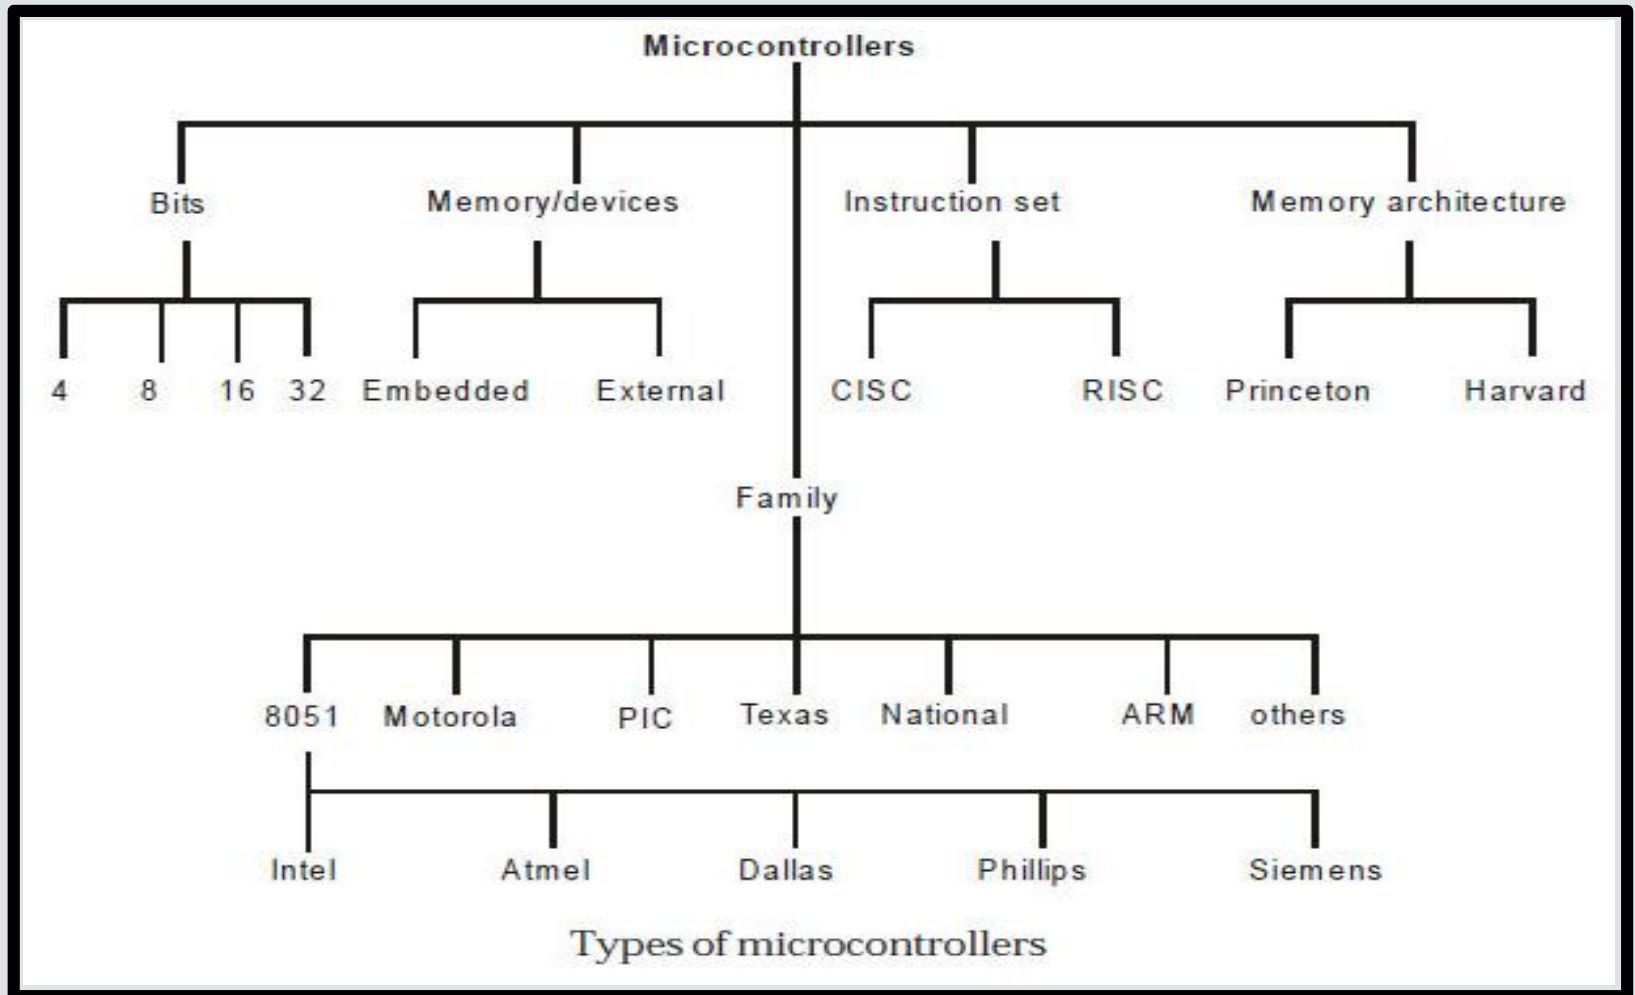 Microcontrollers
Bits Memory/devices Instruction set Memory architecture
4 8 16 32 Embedded External CISC RISC Princeton Harvard
Family
8051 Motorola PIC Texas National ARM others
Intel Atmel Dallas Phillips Siemens
Types of microcontrollers